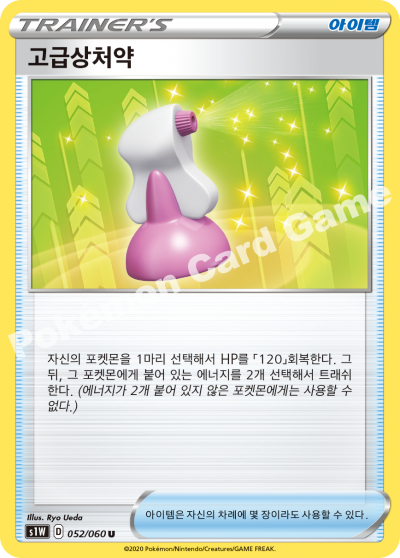 TRAINER'S 아이템
고급상처약
Pokémon Card Game
자신의 포켓몬을 1마리 선택해서 HP를 「120」회복한다. 그
뒤, 그 포켓몬에게 붙어 있는 에너지를 2개 선택해서 트래쉬
한다. (에너지가 2개 붙어 있지 않은 포켓몬에게는 사용할 수
없다.)
Illus. Ryo Ueda
s1W D 052/060 U
아이템은 자신의 차례에 몇 장이라도 사용할 수 있다.
©2020 Pokémon/Nintendo/Creatures/GAME FREAK.